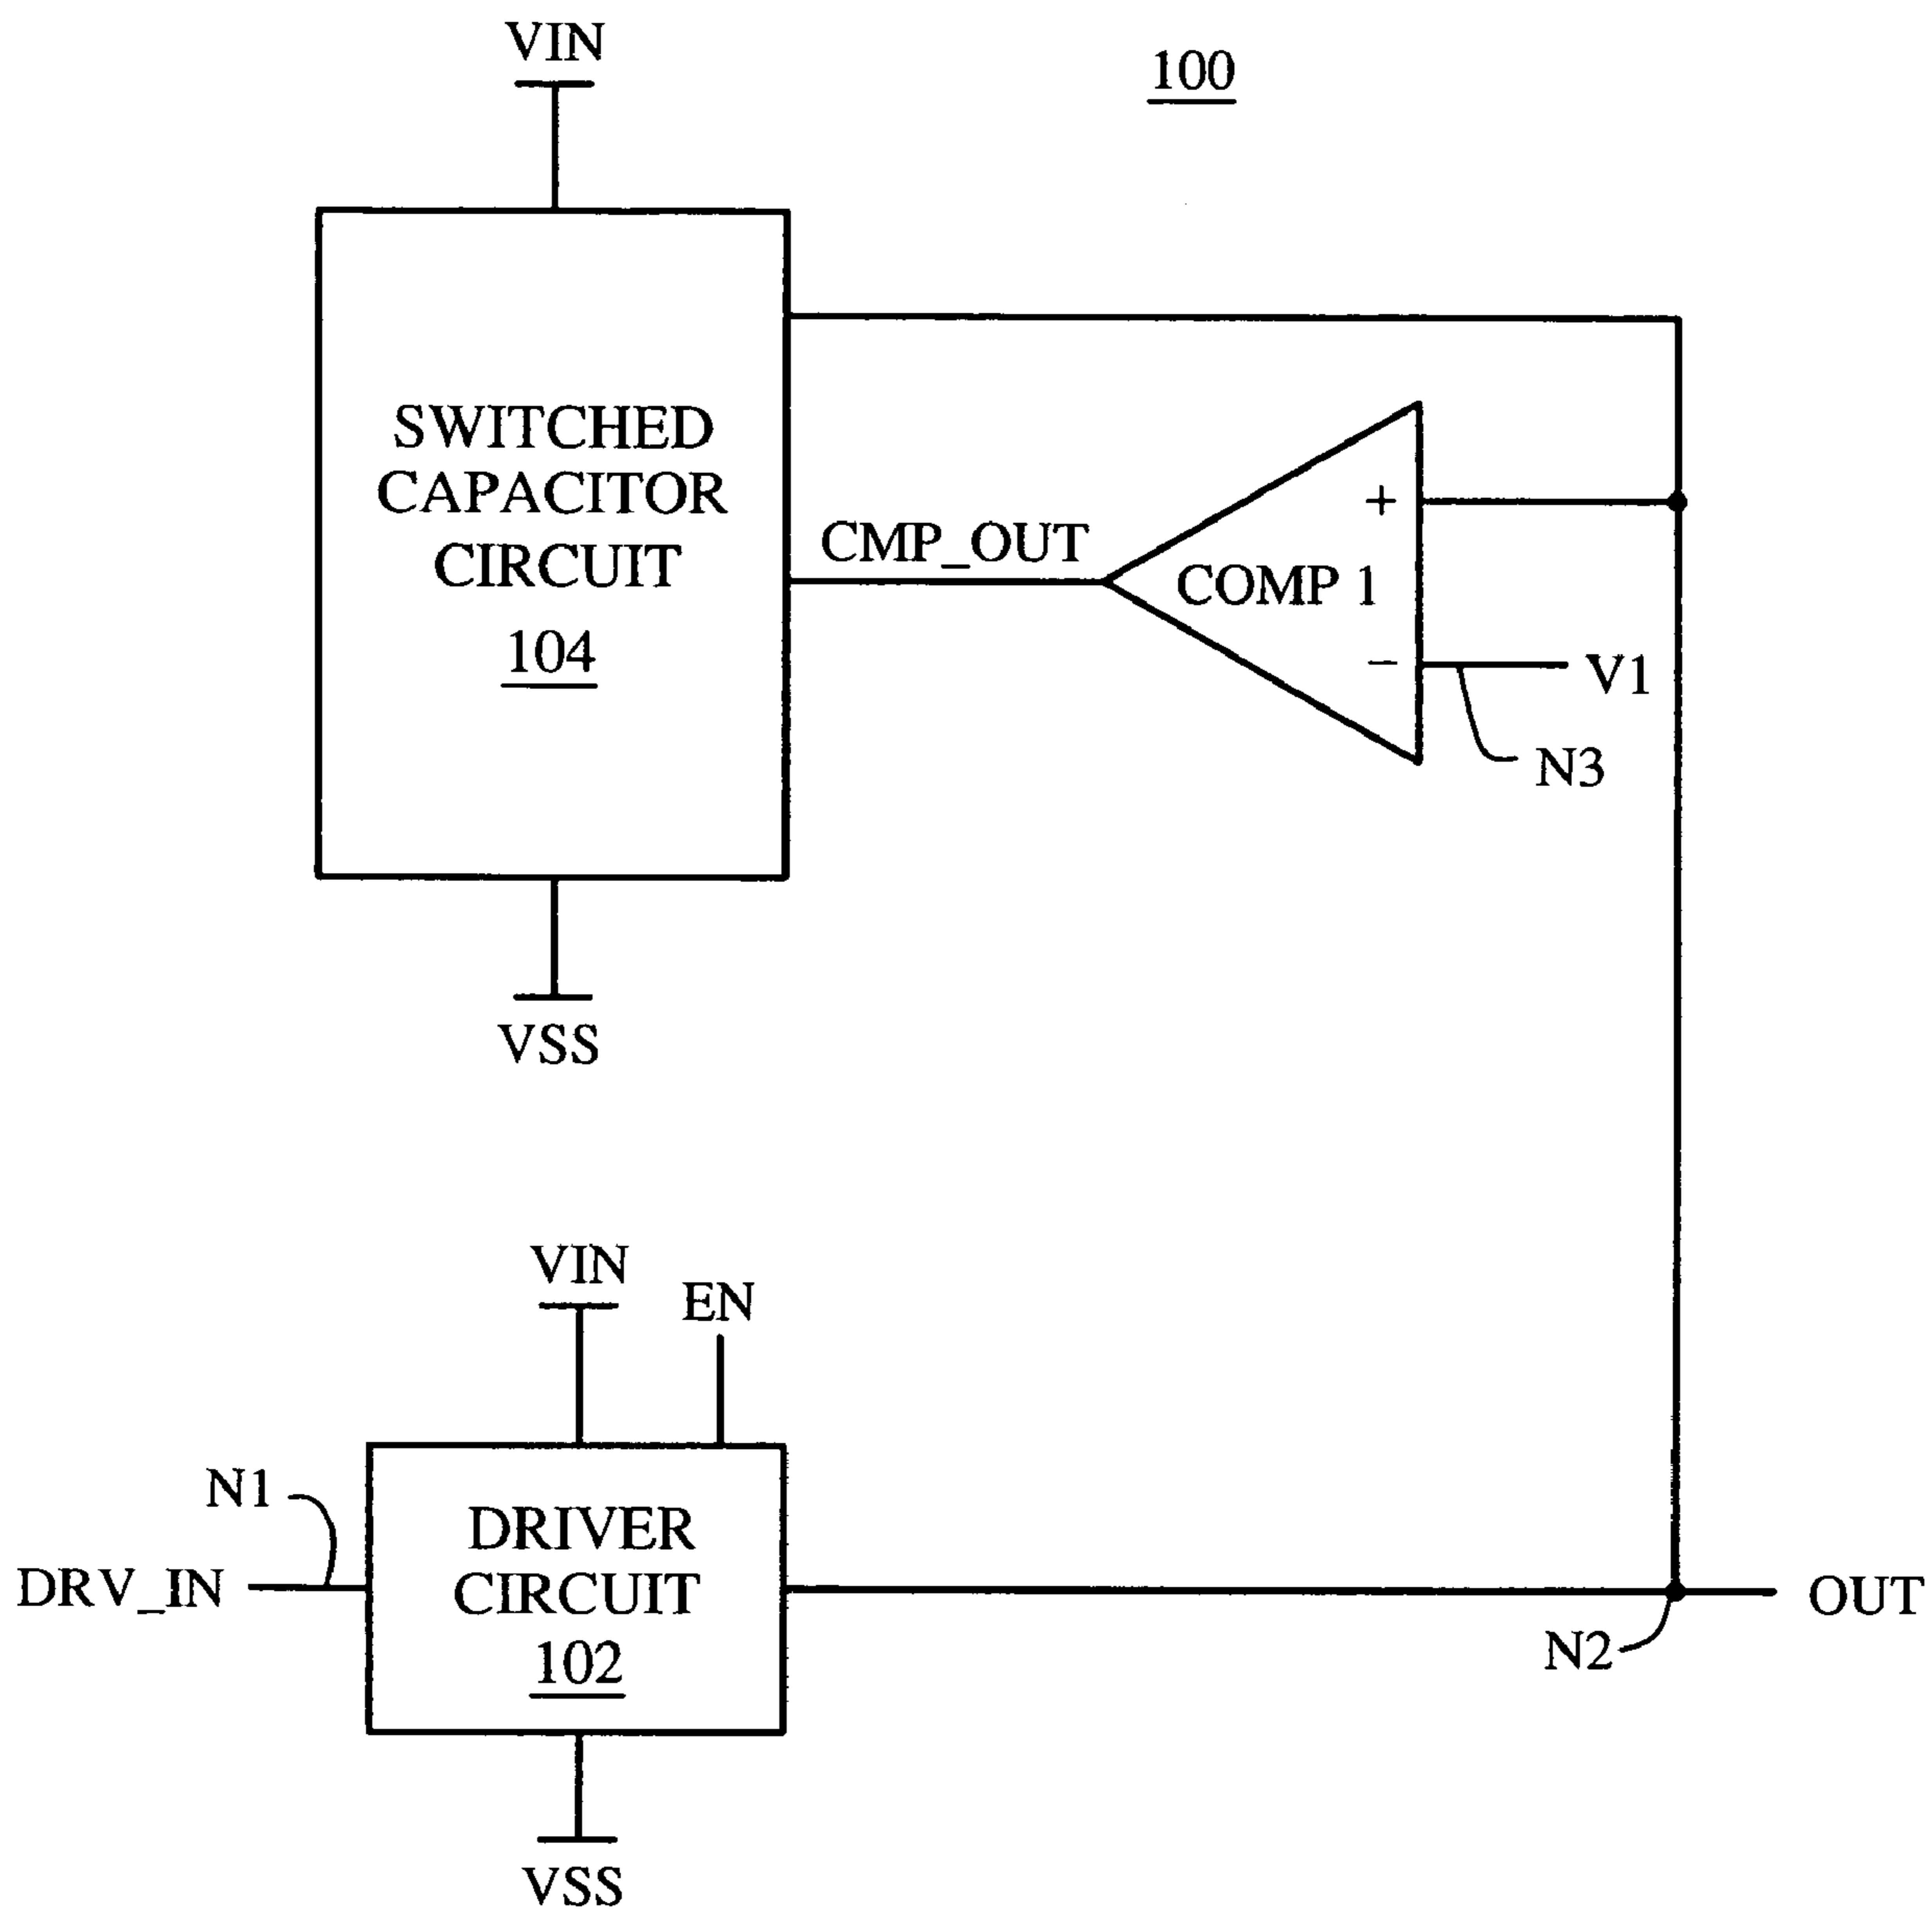 VIN
100
SWITCHED
CAPACITOR
CIRCUIT
104
CMP_OUT
+
COMP 1
−
V1
N3
VSS
VIN
EN
N1
DRV_IN
DRIVER
CIRCUIT
102
OUT
N2
VSS